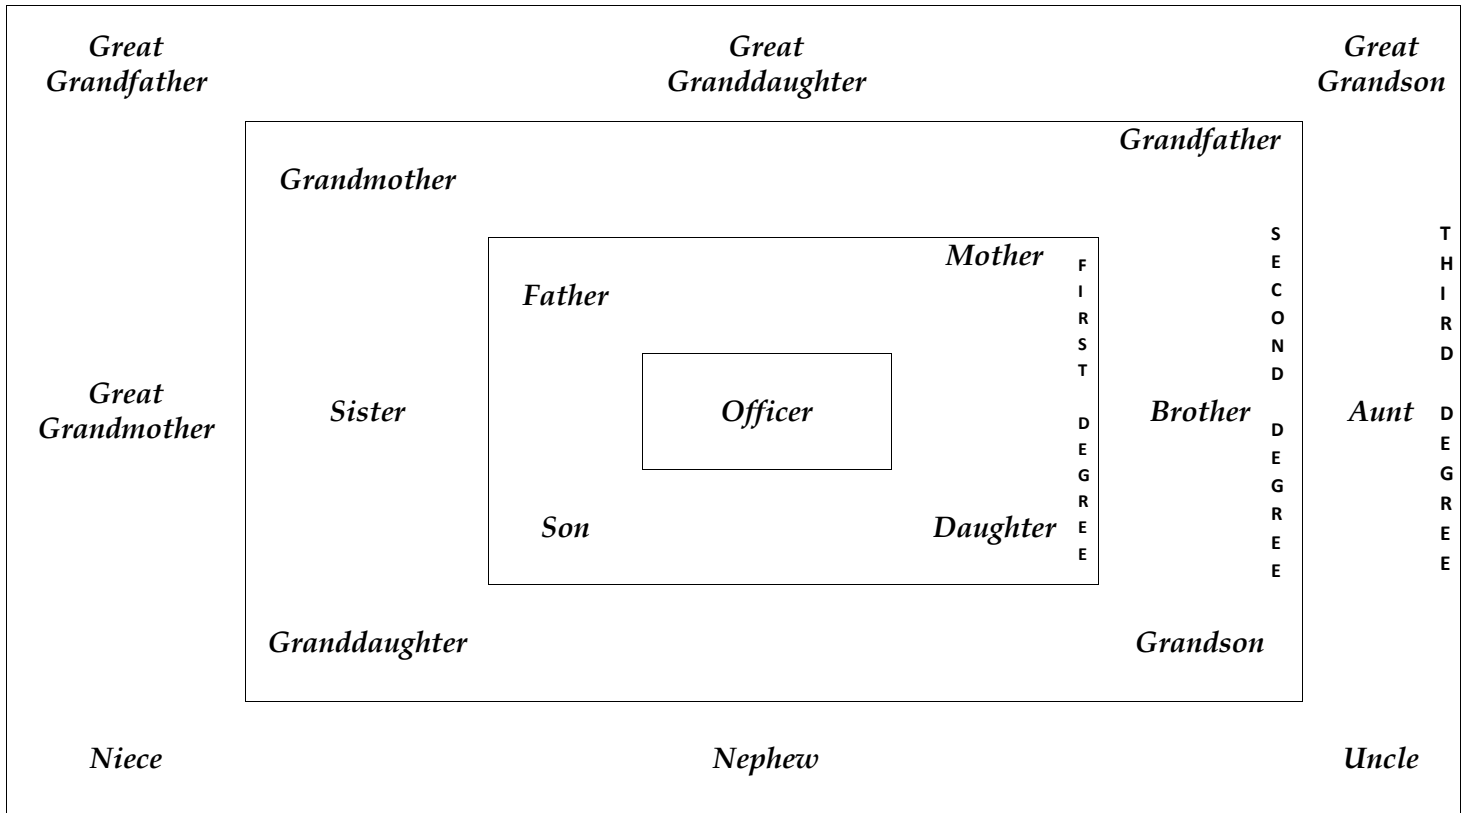 Great
Grandfather
Great
Granddaughter
Great
Grandson
Grandfather
Grandmother
Mother
Father
Great
Grandmother
Sister
Officer
Brother
Aunt
Son
Daughter
FIRST DEGREE
SECOND DEGREE
THIRD DEGREE
Granddaughter
Grandson
Niece
Nephew
Uncle